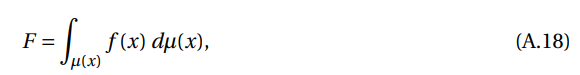 F = ∫_{μ(x)} f(x) dμ(x), (A.18)